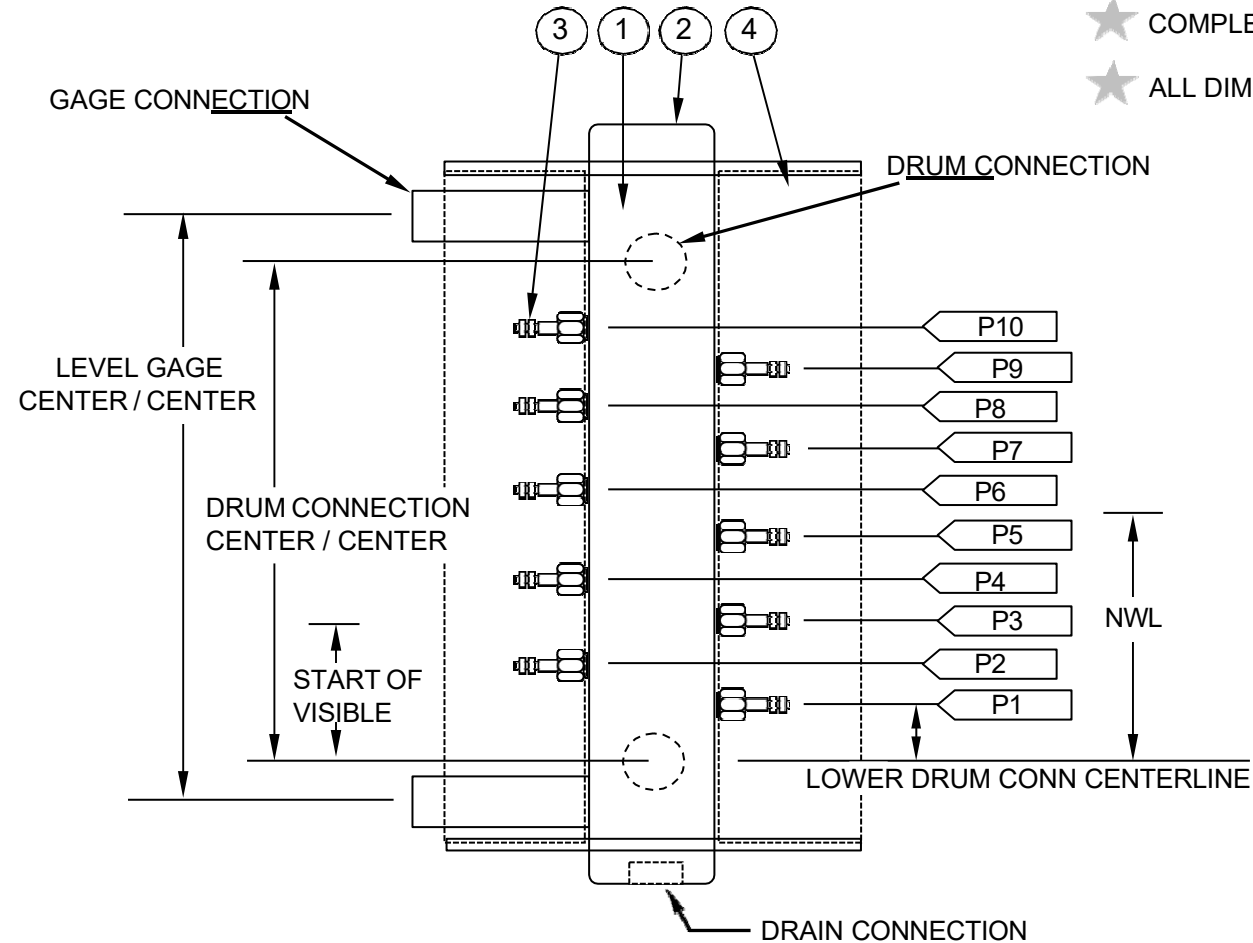 3 1 2 4
COMPLE
ALL DIM
GAGE CONNECTION
DRUM CONNECTION
P10
P9
LEVEL GAGE
CENTER / CENTER
P8
P7
P6
DRUM CONNECTION
CENTER / CENTER
P5
P4
P3
NWL
START OF
VISIBLE
P2
P1
LOWER DRUM CONN CENTERLINE
DRAIN CONNECTION